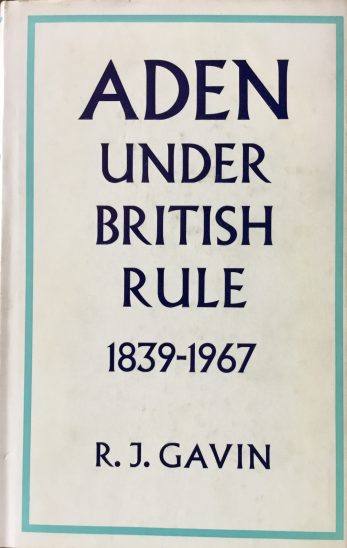 ADEN
UNDER
BRITISH
RULE
1839-1967
R. J. GAVIN